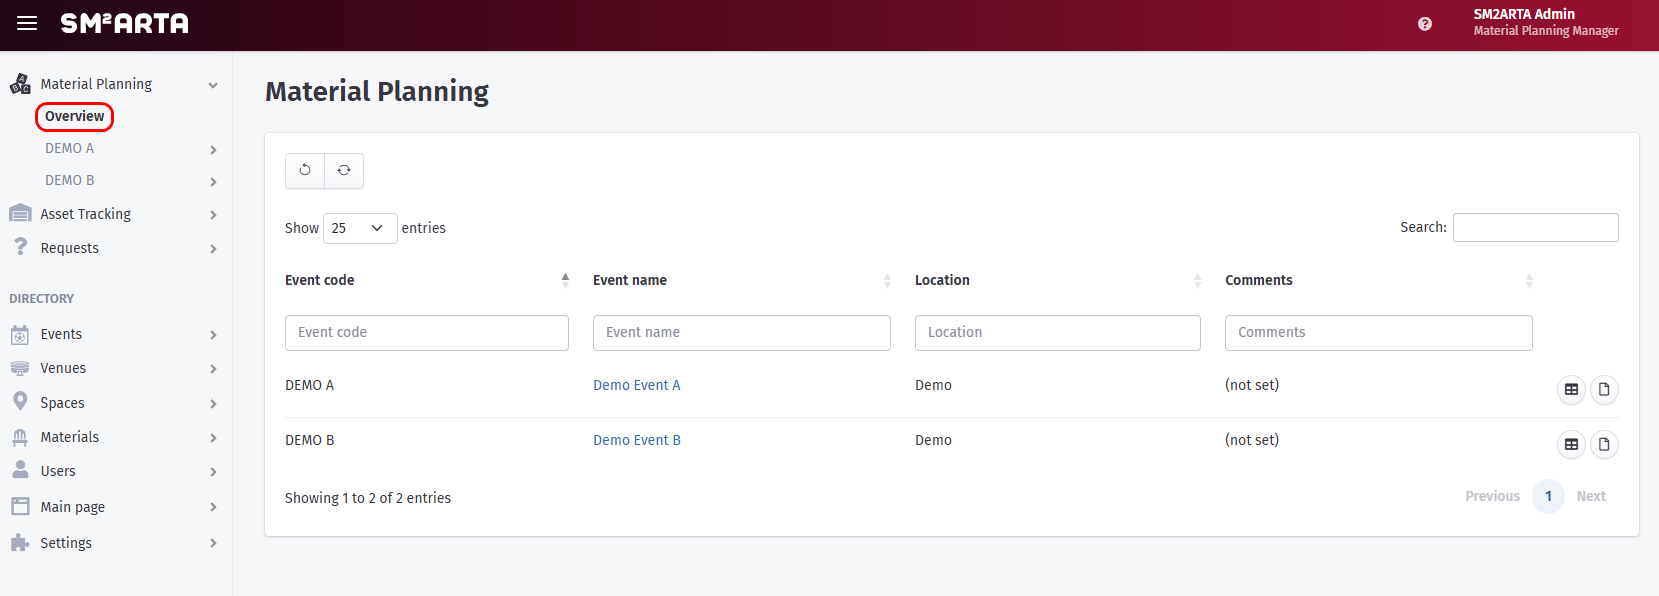 SM²ARTA
SM2ARTA Admin
Material Planning Manager
Material Planning
Overview
DEMO A
DEMO B
Asset Tracking
Requests
DIRECTORY
Events
Venues
Spaces
Materials
Users
Main page
Settings
Material Planning
Show 25 entries
Search:
Event code Event name Location Comments
Event code Event name Location Comments
DEMO A Demo Event A Demo (not set)
DEMO B Demo Event B Demo (not set)
Showing 1 to 2 of 2 entries
Previous 1 Next